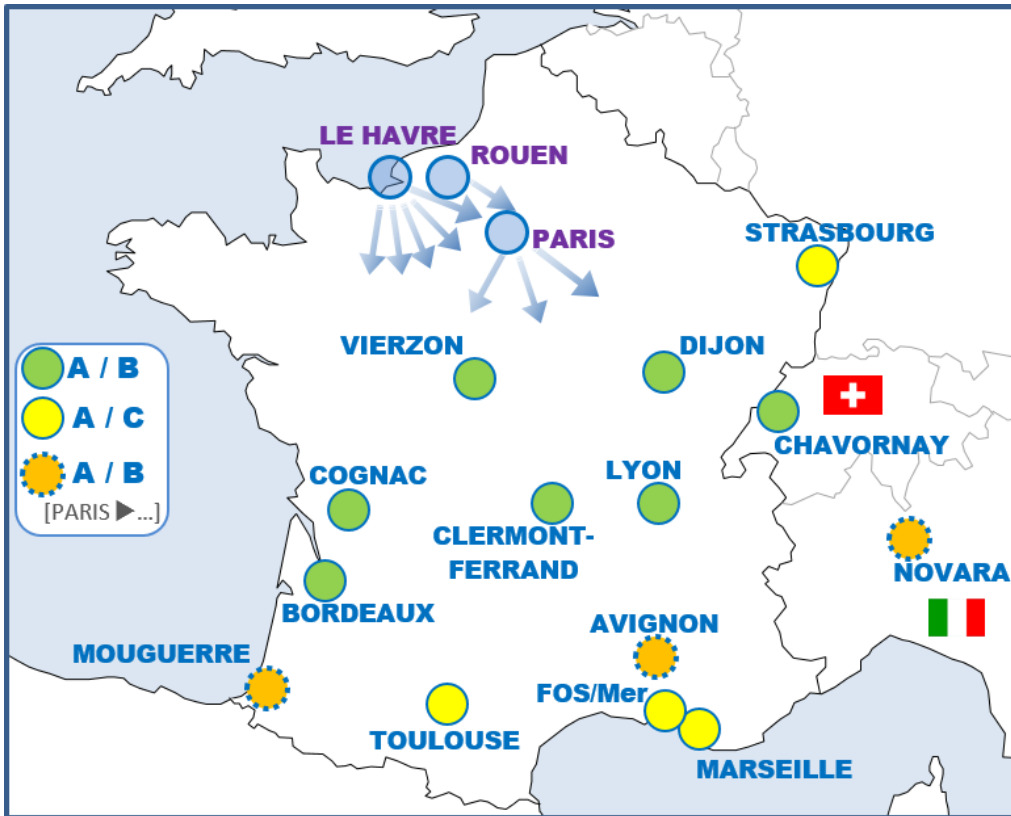 LE HAVRE
ROUEN
PARIS
STRASBOURG
VIERZON
DIJON
A / B
A / C
A / B
[PARIS ▶...]
CHAVORNAY
COGNAC
LYON
CLERMONT-
FERRAND
NOVARA
BORDEAUX
AVIGNON
MOUGUERRE
FOS/Mer
TOULOUSE
MARSEILLE